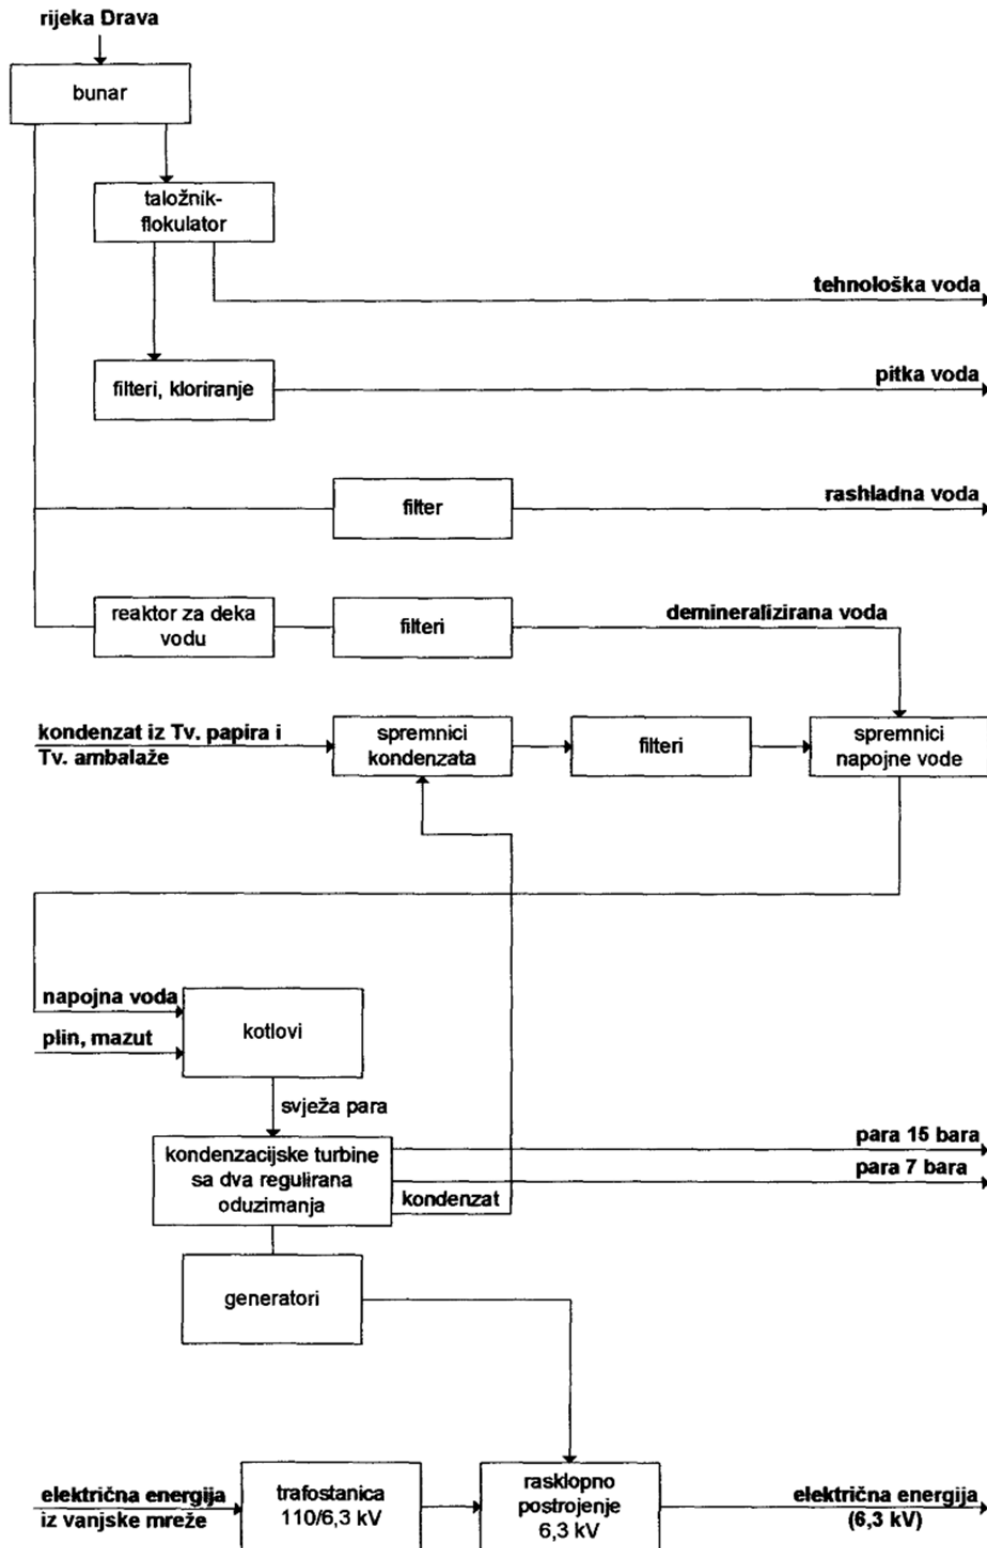 rijeka Drava
bunar
taložnik-
flokulator
tehnološka voda
filteri, kloriranje
pitka voda
filter
rashladna voda
reaktor za deka
vodu
filteri
demineralizirana voda
kondenzat iz Tv. papira i
Tv. ambalaže
spremnici
kondenzata
filteri
spremnici
napojne vode
napojna voda
plin, mazut
kotlovi
svježa para
kondenzacijske turbine
sa dva regulirana
oduzimanja
para 15 bara
para 7 bara
kondenzat
generatori
električna energija
iz vanjske mreže
trafostanica
110/6,3 kV
rasklopno
postrojenje
6,3 kV
električna energija
(6,3 kV)